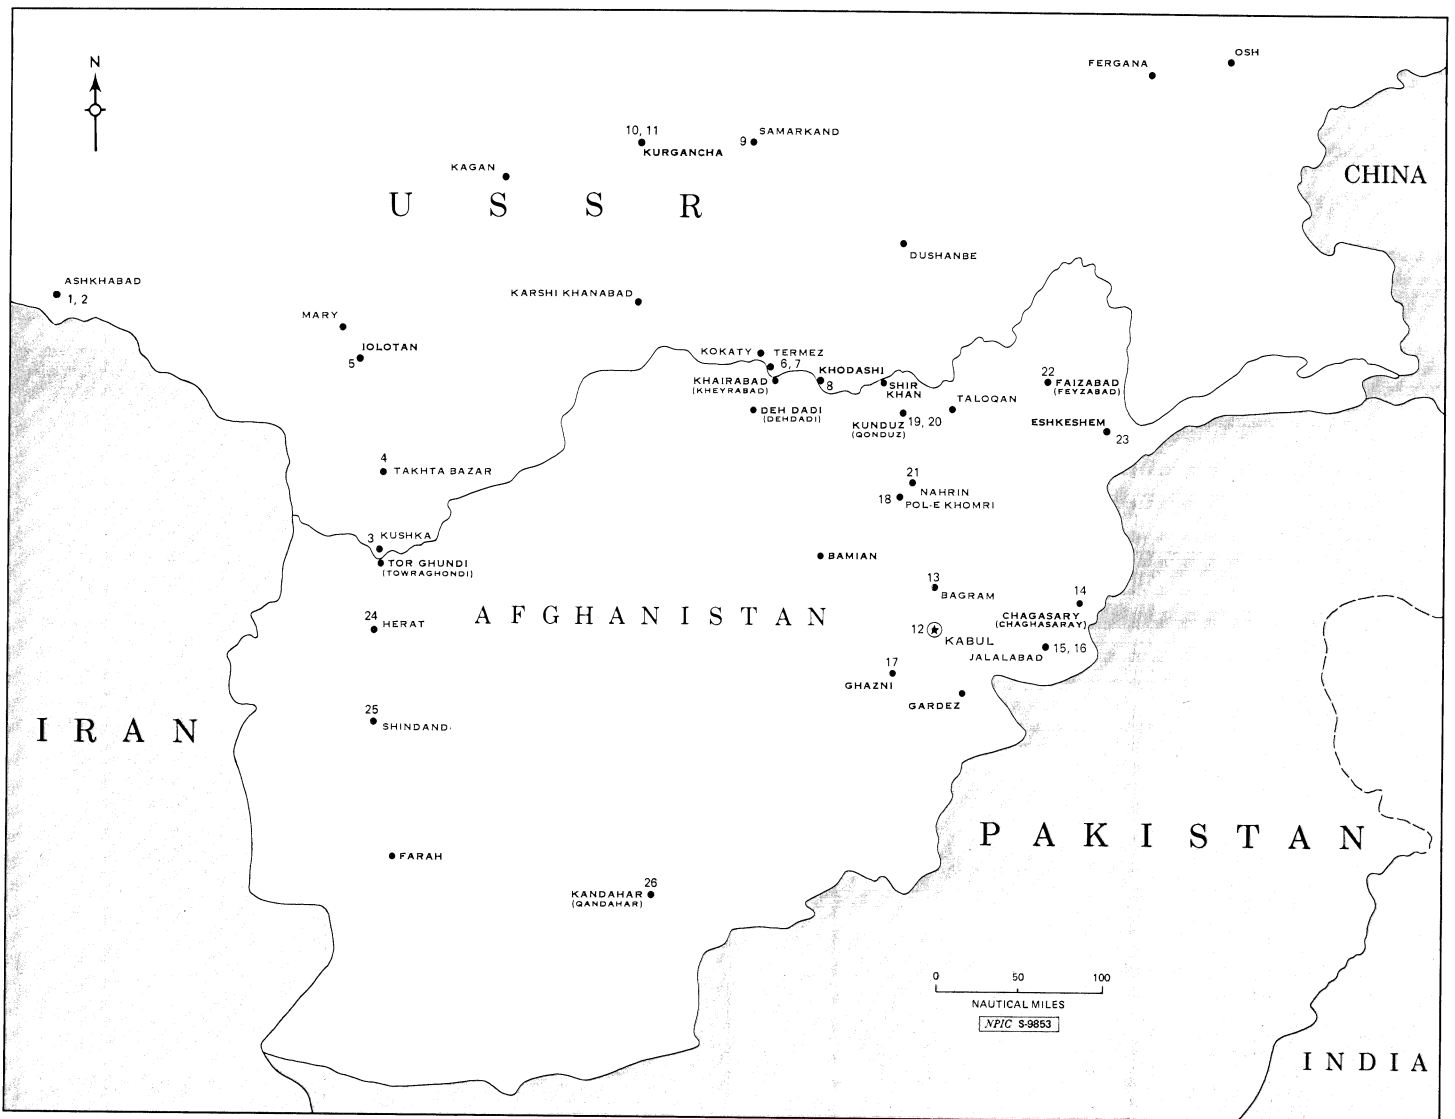 N
FERGANA
OSH
10, 11
KURGANCHA
9
SAMARKAND
KAGAN
CHINA
U S S R
DUSHANBE
ASHKHABAD
1, 2
KARSHI KHANABAD
MARY
IOLOTAN
5
KOKATY
TERMEZ
6, 7
KHAIRABAD
(KHEYRABAD)
KHODASHI
8
SHIR
KHAN
22
FAIZABAD
(FEYZABAD)
TALOQAN
DEH DADI
(DEHDADI)
KUNDUZ
(QONDUZ)
19, 20
ESHKESHEM
23
4
TAKHTA BAZAR
21
NAHRIN
18
POL-E KHOMRI
3
KUSHKA
TOR GHUNDI
(TOWRAGHONDI)
BAMIAN
13
BAGRAM
14
CHAGASARY
(CHAGHASARAY)
AFGHANISTAN
24
HERAT
12
KABUL
15, 16
JALALABAD
17
GHAZNI
GARDEZ
25
SHINDAND
IRAN
PAKISTAN
FARAH
26
KANDAHAR
(QANDAHAR)
0 50 100
NAUTICAL MILES
NPIC S-9853
INDIA